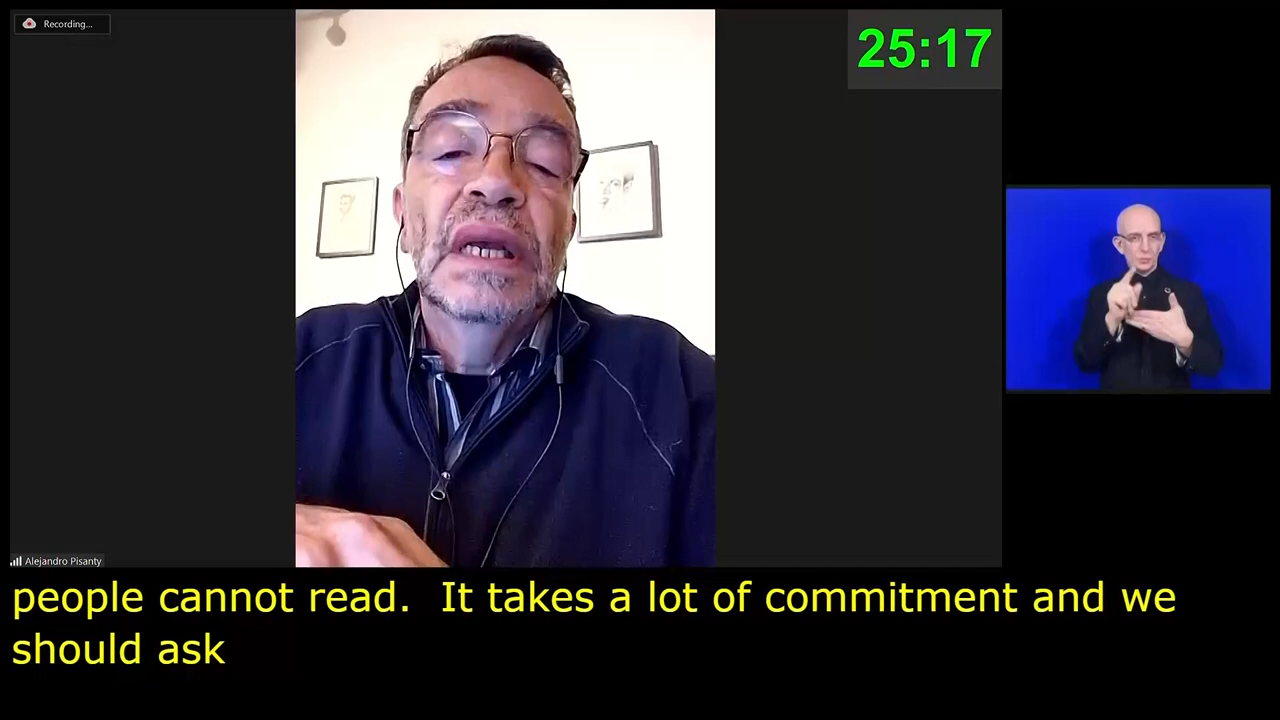 Recording...
25:17
Alejandro Pisanty
people cannot read.  It takes a lot of commitment and we
should ask